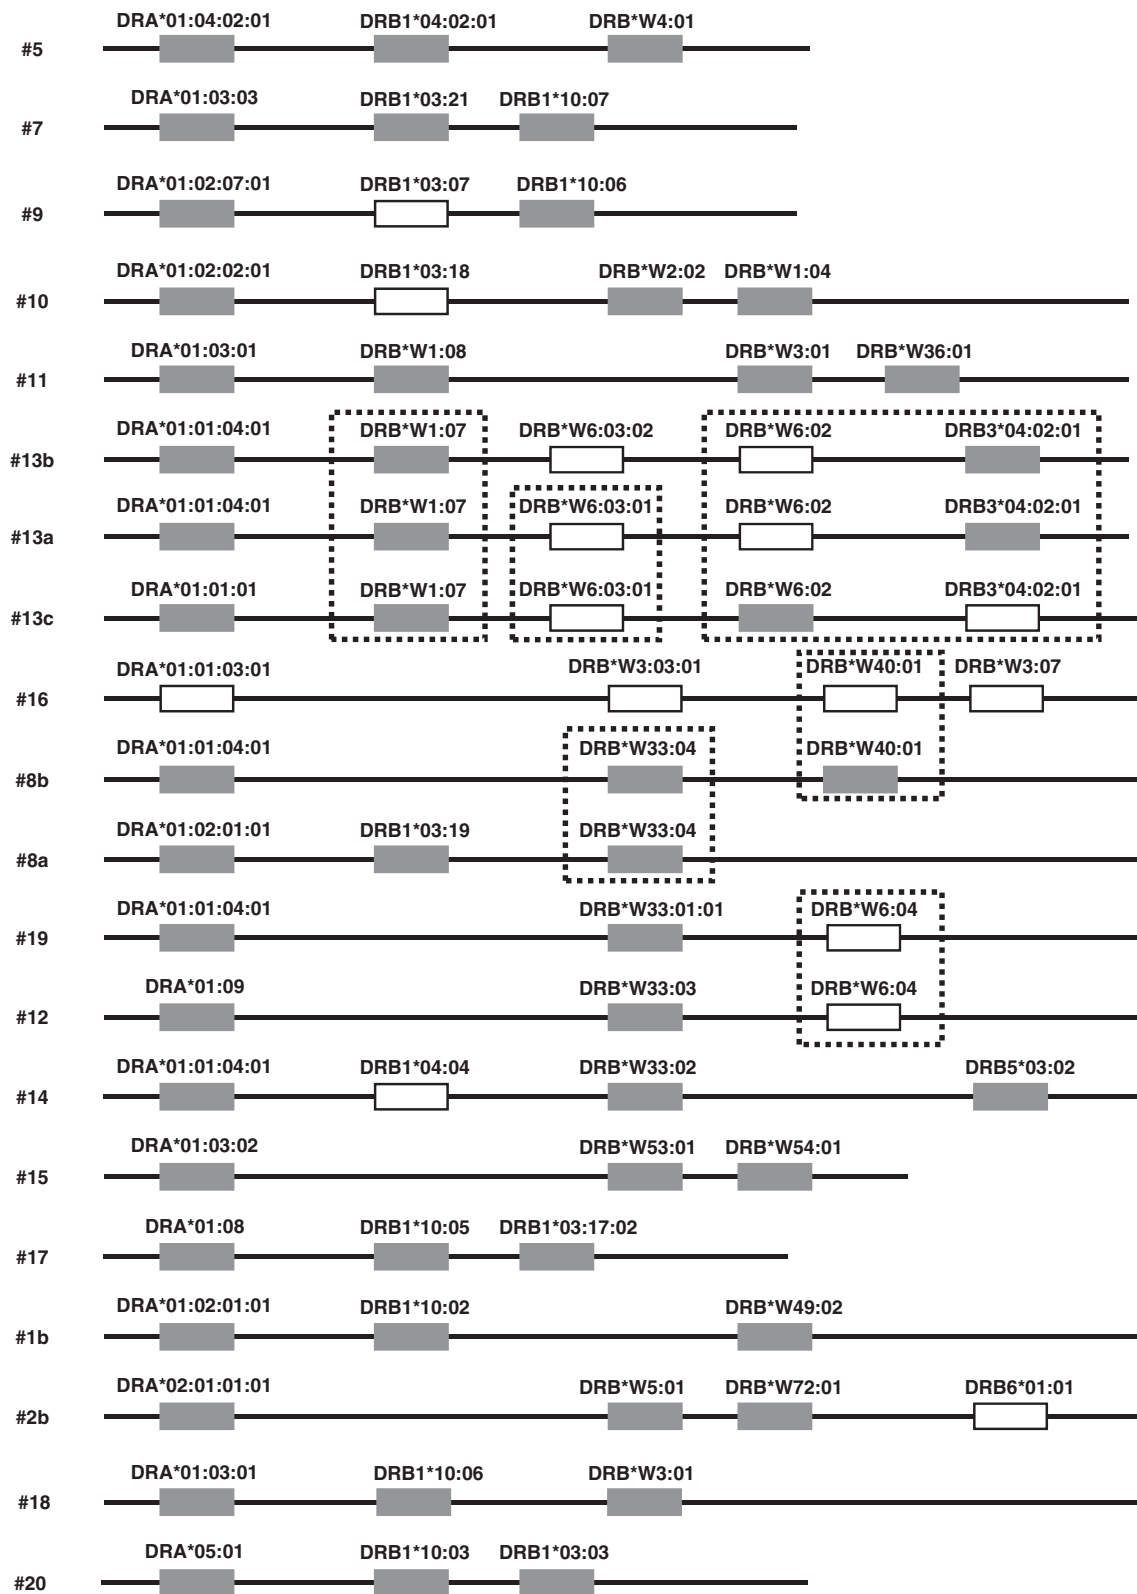 DRA*01:04:02:01 DRB1*04:02:01 DRB*W4:01
#5
DRA*01:03:03 DRB1*03:21 DRB1*10:07
#7
DRA*01:02:07:01 DRB1*03:07 DRB1*10:06
#9
DRA*01:02:02:01 DRB1*03:18 DRB*W2:02 DRB*W1:04
#10
DRA*01:03:01 DRB*W1:08 DRB*W3:01 DRB*W36:01
#11
DRA*01:01:04:01 DRB*W1:07 DRB*W6:03:02 DRB*W6:02 DRB3*04:02:01
#13b
DRA*01:01:04:01 DRB*W1:07 DRB*W6:03:01 DRB*W6:02 DRB3*04:02:01
#13a
DRA*01:01:01 DRB*W1:07 DRB*W6:03:01 DRB*W6:02 DRB3*04:02:01
#13c
DRA*01:01:03:01 DRB*W3:03:01 DRB*W40:01 DRB*W3:07
#16
DRA*01:01:04:01 DRB*W33:04 DRB*W40:01
#8b
DRA*01:02:01:01 DRB1*03:19 DRB*W33:04
#8a
DRA*01:01:04:01 DRB*W33:01:01 DRB*W6:04
#19
DRA*01:09 DRB*W33:03 DRB*W6:04
#12
DRA*01:01:04:01 DRB1*04:04 DRB*W33:02 DRB5*03:02
#14
DRA*01:03:02 DRB*W53:01 DRB*W54:01
#15
DRA*01:08 DRB1*10:05 DRB1*03:17:02
#17
DRA*01:02:01:01 DRB1*10:02 DRB*W49:02
#1b
DRA*02:01:01:01 DRB*W5:01 DRB*W72:01 DRB6*01:01
#2b
DRA*01:03:01 DRB1*10:06 DRB*W3:01
#18
DRA*05:01 DRB1*10:03 DRB1*03:03
#20